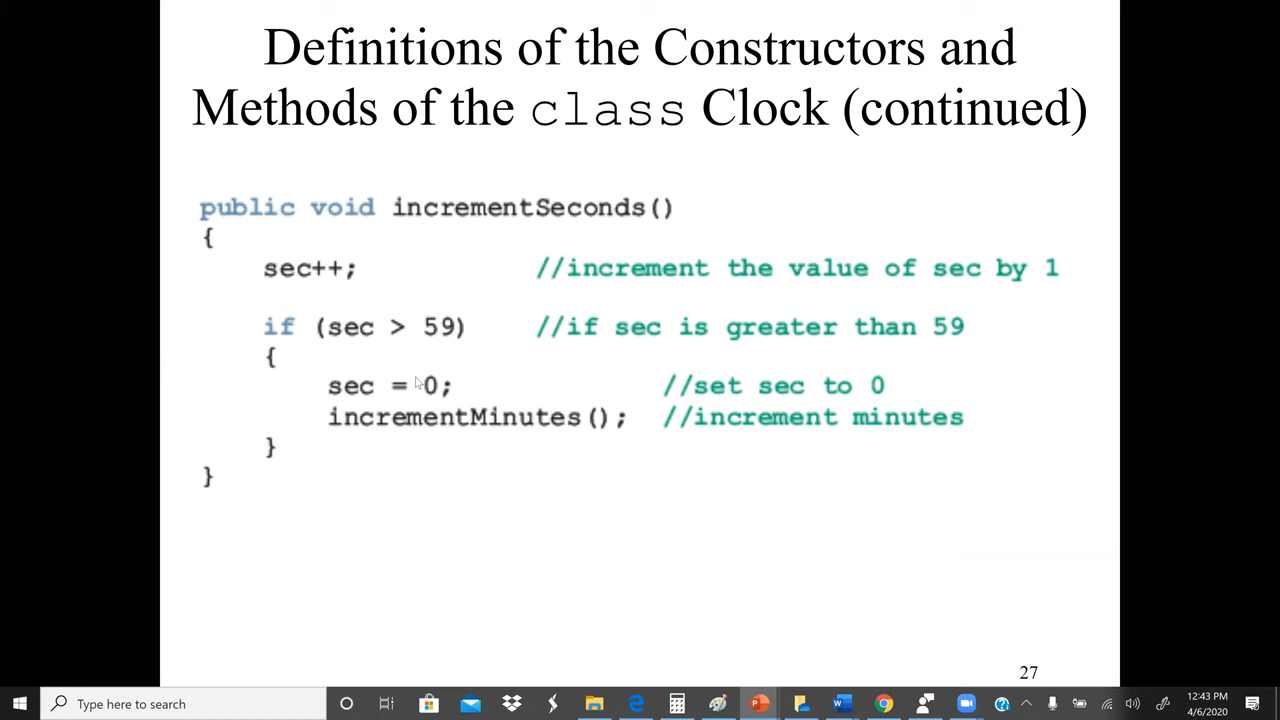 Definitions of the Constructors and
Methods of the class Clock (continued)
public void incrementSeconds()
{
sec++; //increment the value of sec by 1
if (sec > 59) //if sec is greater than 59
{
sec = 0; //set sec to 0
incrementMinutes(); //increment minutes
}
}
27
Type here to search
12:43 PM
4/6/2020